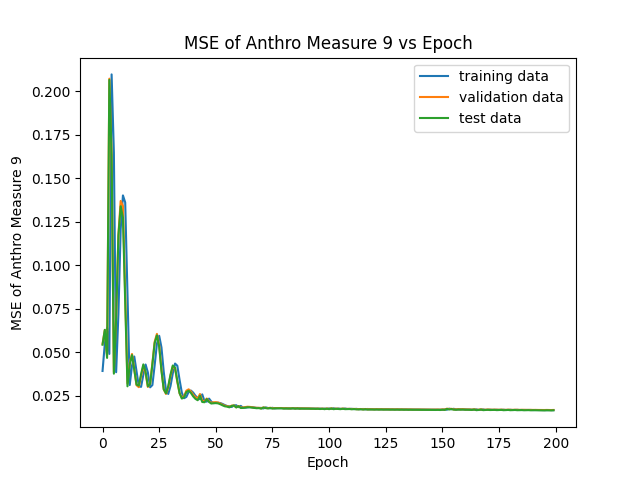 MSE of Anthro Measure 9 vs Epoch
training data
validation data
test data
MSE of Anthro Measure 9
0.200
0.175
0.150
0.125
0.100
0.075
0.050
0.025
0 25 50 75 100 125 150 175 200
Epoch